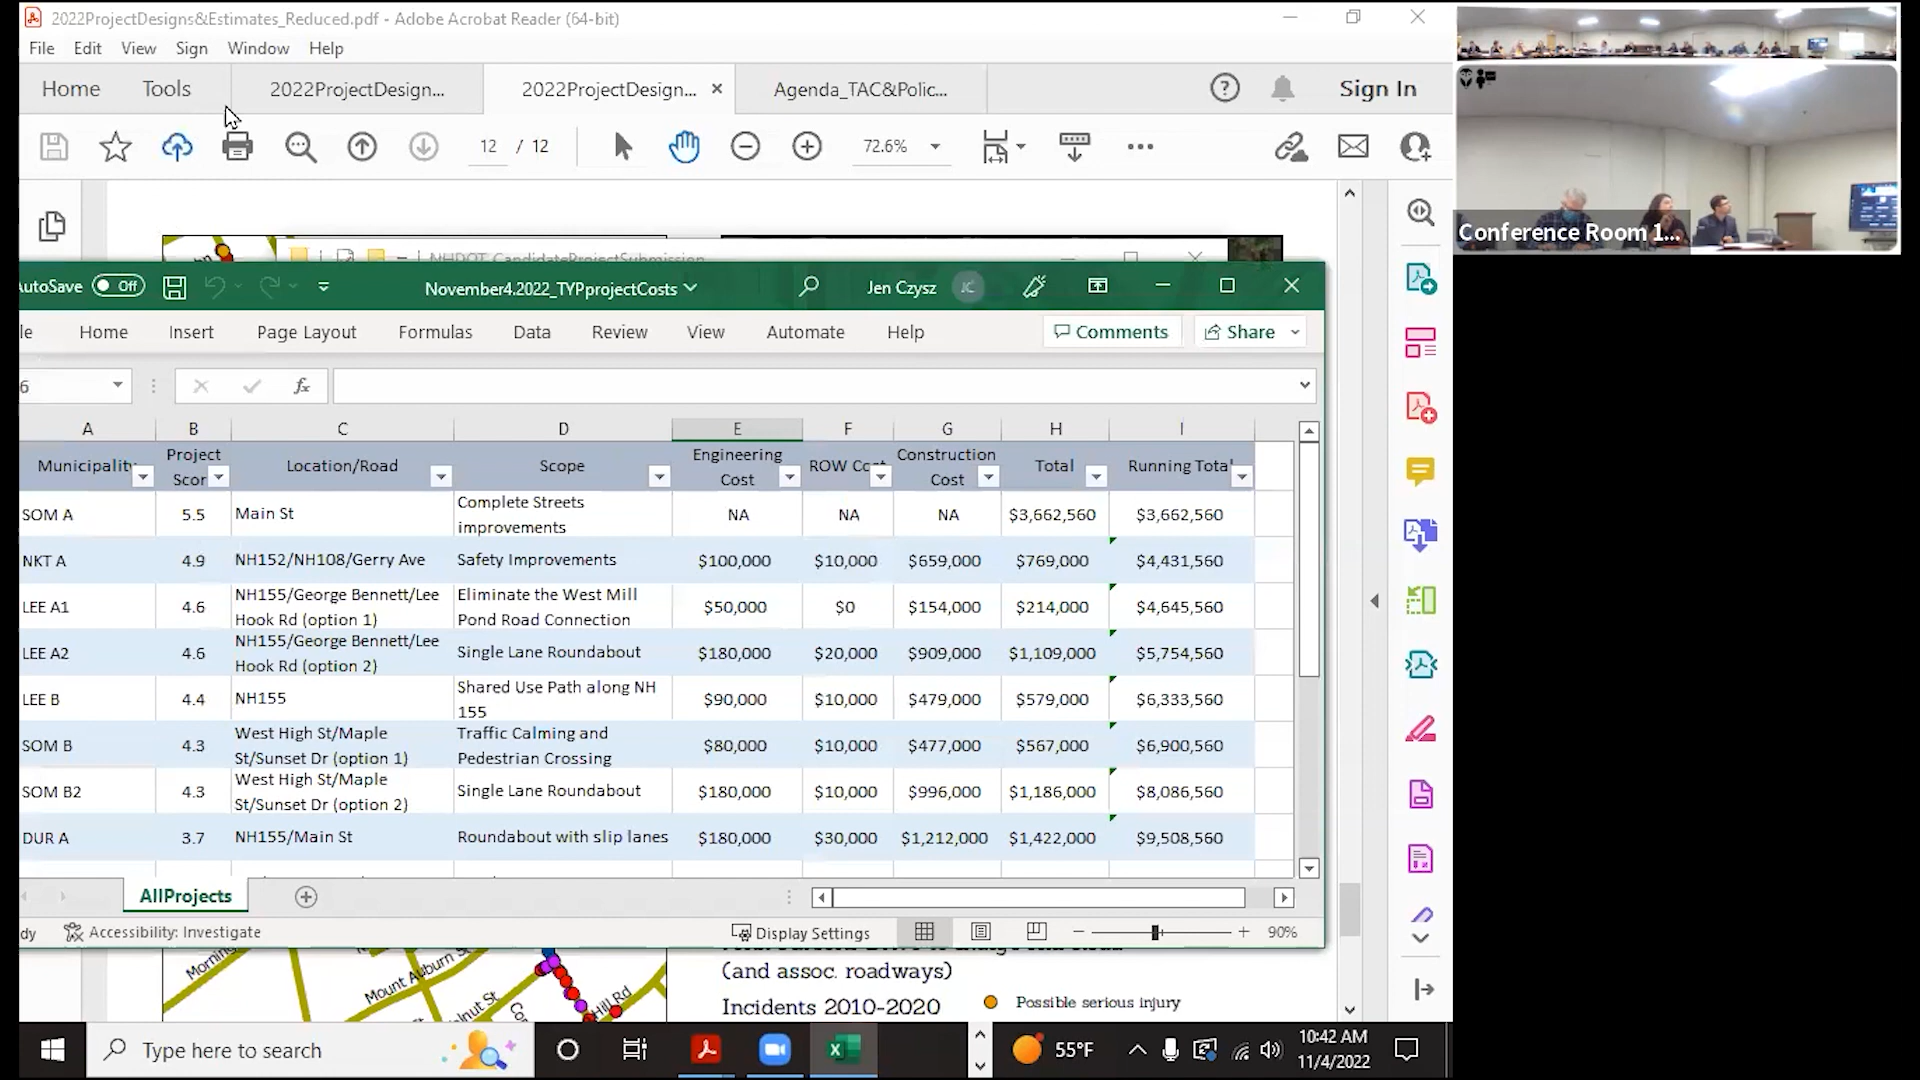 2022ProjectDesigns&Estimates_Reduced.pdf - Adobe Acrobat Reader (64-bit)
File Edit View Sign Window Help
Home Tools 2022ProjectDesign... 2022ProjectDesign... Agenda_TAC&Polic... Sign In
12 / 12 72.6%
Conference Room 1...
NHDOT_CandidateProjectSubmission
AutoSave Off November4.2022_TYPprojectCosts Jen Czysz JC
le Home Insert Page Layout Formulas Data Review View Automate Help Comments Share
6 fx
A B C D E F G H I
Municipality Project Scor Location/Road Scope Engineering Cost ROW Cost Construction Cost Total Running Total
SOM A 5.5 Main St Complete Streets improvements NA NA NA $3,662,560 $3,662,560
NKT A 4.9 NH152/NH108/Gerry Ave Safety Improvements $100,000 $10,000 $659,000 $769,000 $4,431,560
LEE A1 4.6 NH155/George Bennett/Lee Hook Rd (option 1) Eliminate the West Mill Pond Road Connection $50,000 $0 $154,000 $214,000 $4,645,560
LEE A2 4.6 NH155/George Bennett/Lee Hook Rd (option 2) Single Lane Roundabout $180,000 $20,000 $909,000 $1,109,000 $5,754,560
LEE B 4.4 NH155 Shared Use Path along NH 155 $90,000 $10,000 $479,000 $579,000 $6,333,560
SOM B 4.3 West High St/Maple St/Sunset Dr (option 1) Traffic Calming and Pedestrian Crossing $80,000 $10,000 $477,000 $567,000 $6,900,560
SOM B2 4.3 West High St/Maple St/Sunset Dr (option 2) Single Lane Roundabout $180,000 $10,000 $996,000 $1,186,000 $8,086,560
DUR A 3.7 NH155/Main St Roundabout with slip lanes $180,000 $30,000 $1,212,000 $1,422,000 $9,508,560
AllProjects
dy Accessibility: Investigate Display Settings 90%
Morning
Mount Auburn St
lnut St
Co
Hill Rd
(and assoc. roadways)
Incidents 2010-2020
Possible serious injury
Type here to search 55°F 10:42 AM
11/4/2022